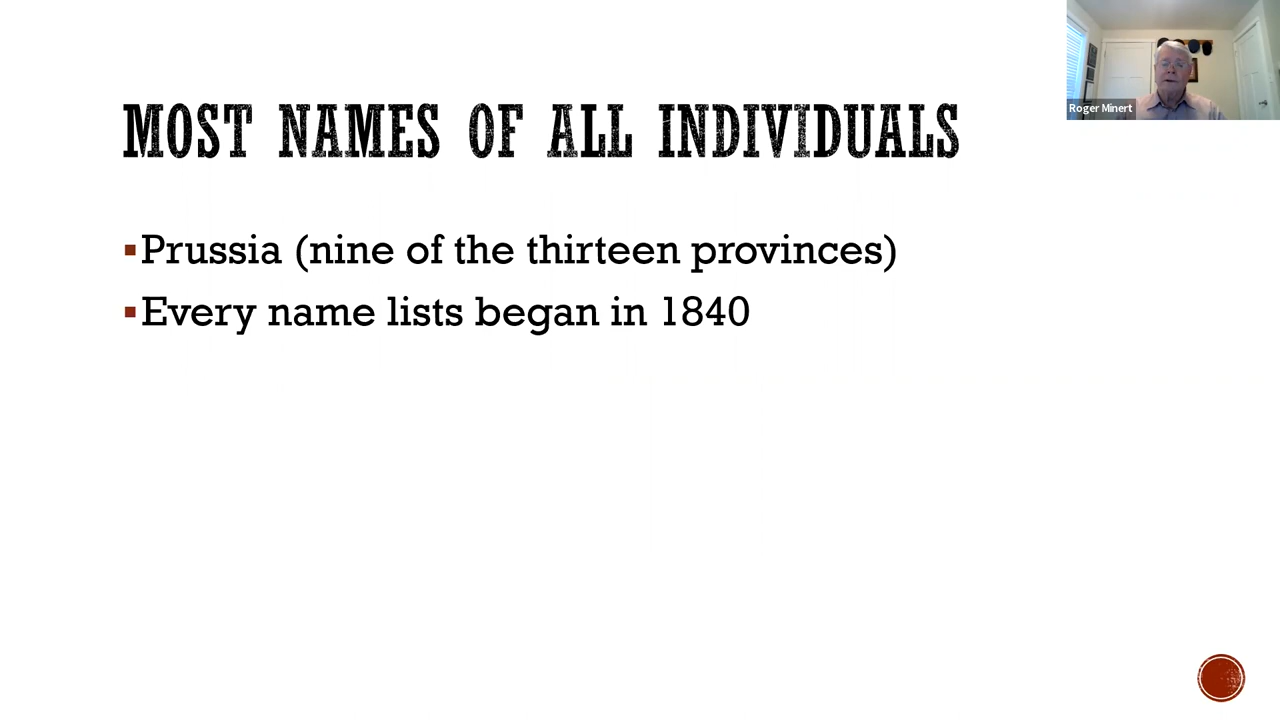 MOST NAMES OF ALL INDIVIDUALS
▪Prussia (nine of the thirteen provinces)
▪Every name lists began in 1840
Roger Minert